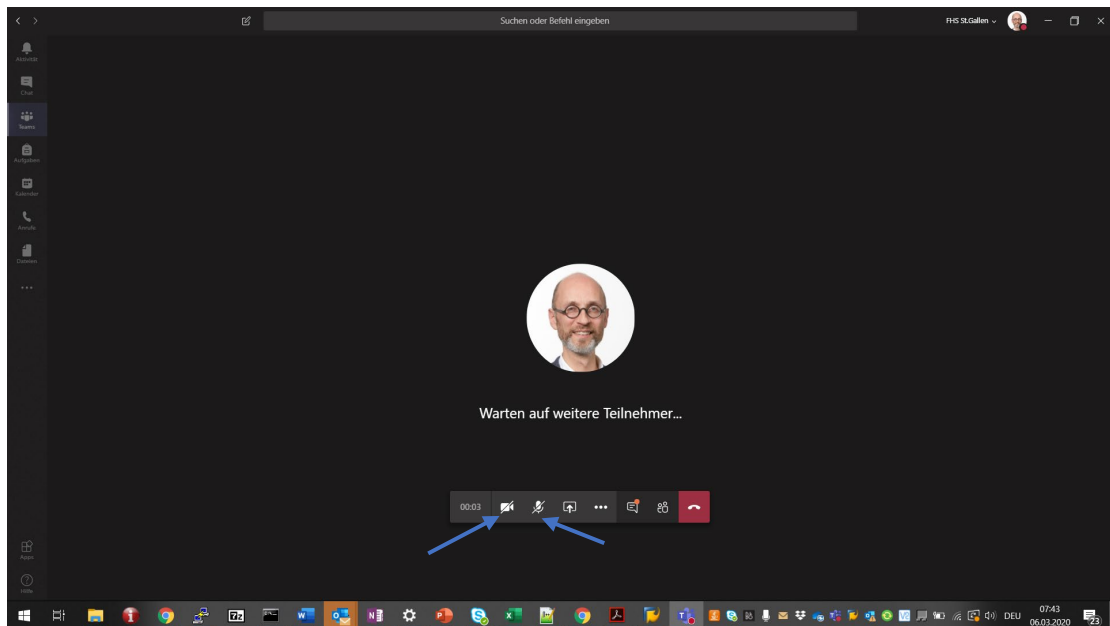 Suchen oder Befehl eingeben
FHS St.Gallen
Aktivität
Chat
Teams
Aufgaben
Kalender
Anrufe
Dateien
Warten auf weitere Teilnehmer...
00:03
Apps
Hilfe
DEU
07:43
06.03.2020
23